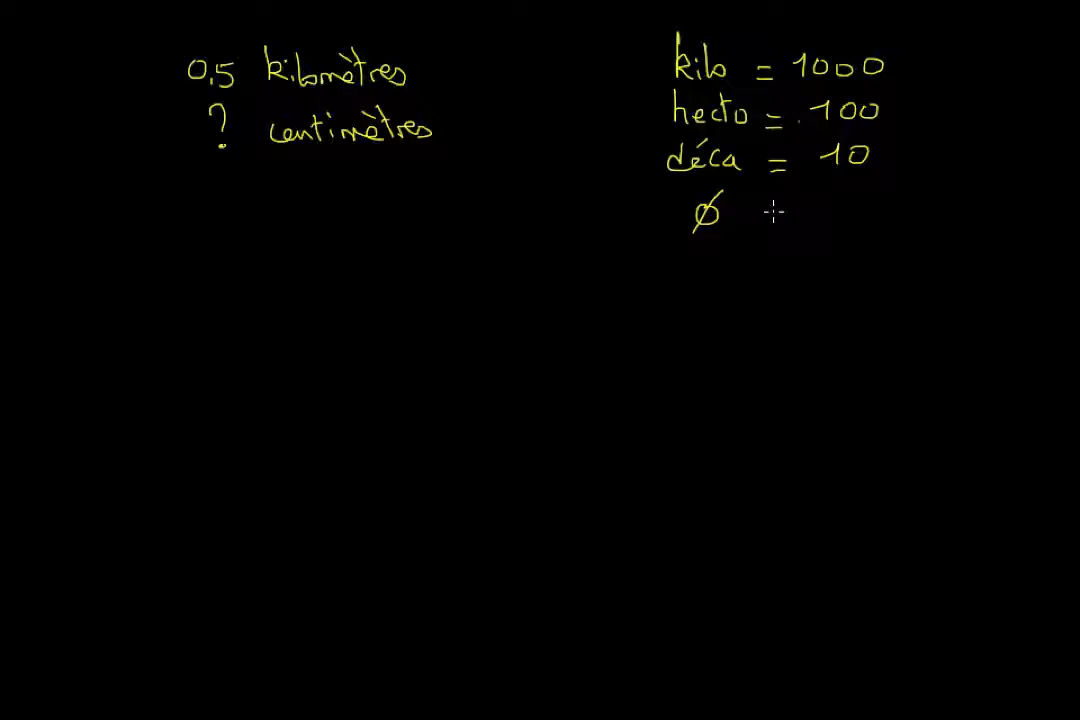 0,5 kilomètres
? centimètres
kilo = 1000
hecto = 100
déca = 10
Ø